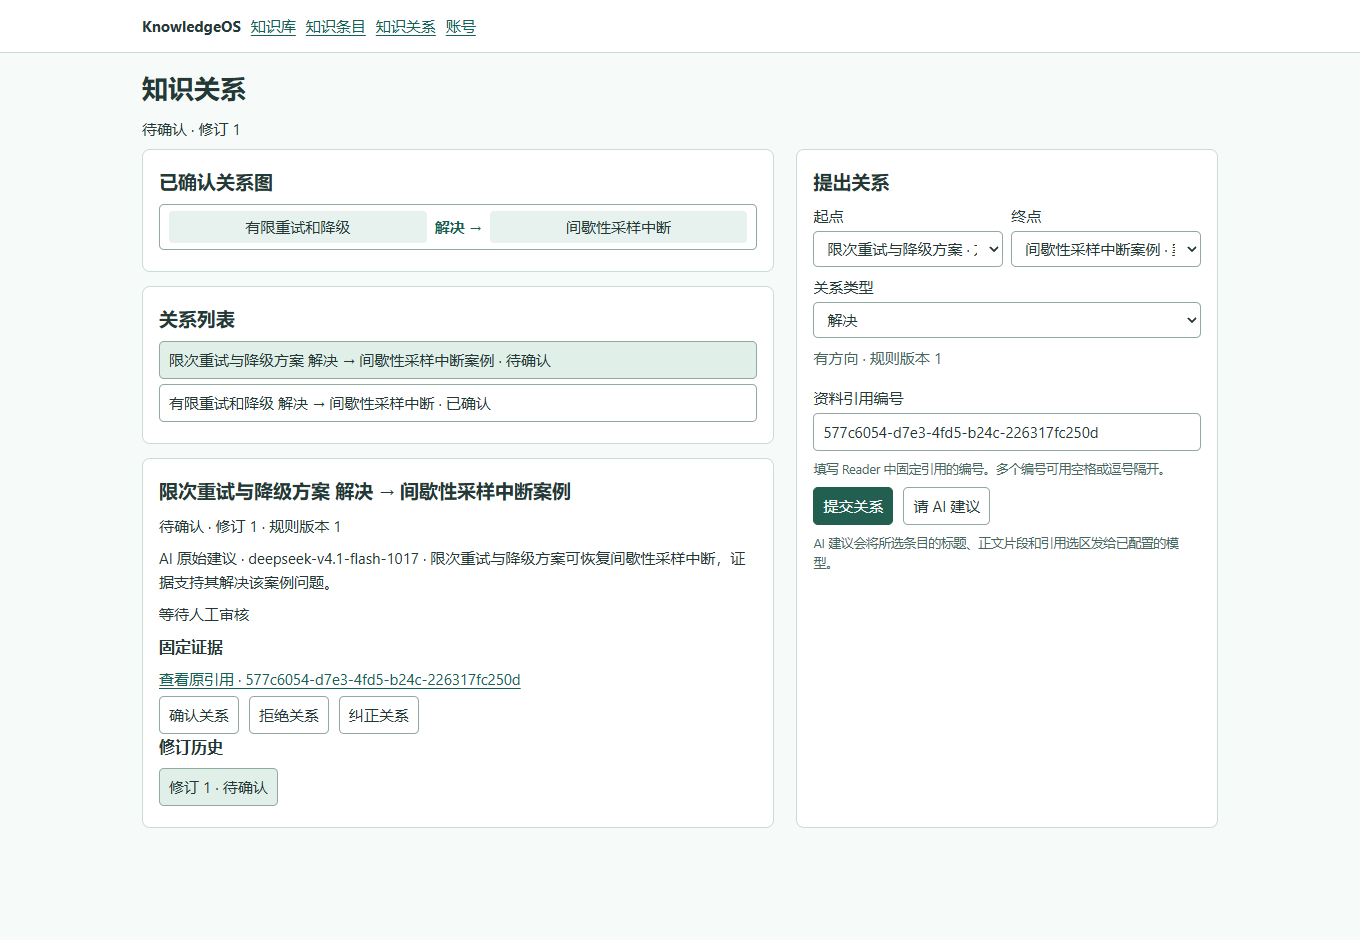 KnowledgeOS 知识库 知识条目 知识关系 账号
知识关系
待确认 · 修订 1
已确认关系图
有限重试和降级 解决 → 间歇性采样中断
关系列表
限次重试与降级方案 解决 → 间歇性采样中断案例 · 待确认
有限重试和降级 解决 → 间歇性采样中断 · 已确认
限次重试与降级方案 解决 → 间歇性采样中断案例
待确认 · 修订 1 · 规则版本 1
AI 原始建议 · deepseek-v4.1-flash-1017 · 限次重试与降级方案可恢复间歇性采样中断，证
据支持其解决该案例问题。
等待人工审核
固定证据
查看原引用 · 577c6054-d7e3-4fd5-b24c-226317fc250d
确认关系 拒绝关系 纠正关系
修订历史
修订 1 · 待确认
提出关系
起点 终点
限次重试与降级方案 · 间歇性采样中断案例 ·
关系类型
解决
有方向 · 规则版本 1
资料引用编号
577c6054-d7e3-4fd5-b24c-226317fc250d
填写 Reader 中固定引用的编号。多个编号可用空格或逗号隔开。
提交关系 请 AI 建议
AI 建议会将所选条目的标题、正文片段和引用选区发给已配置的模
型。